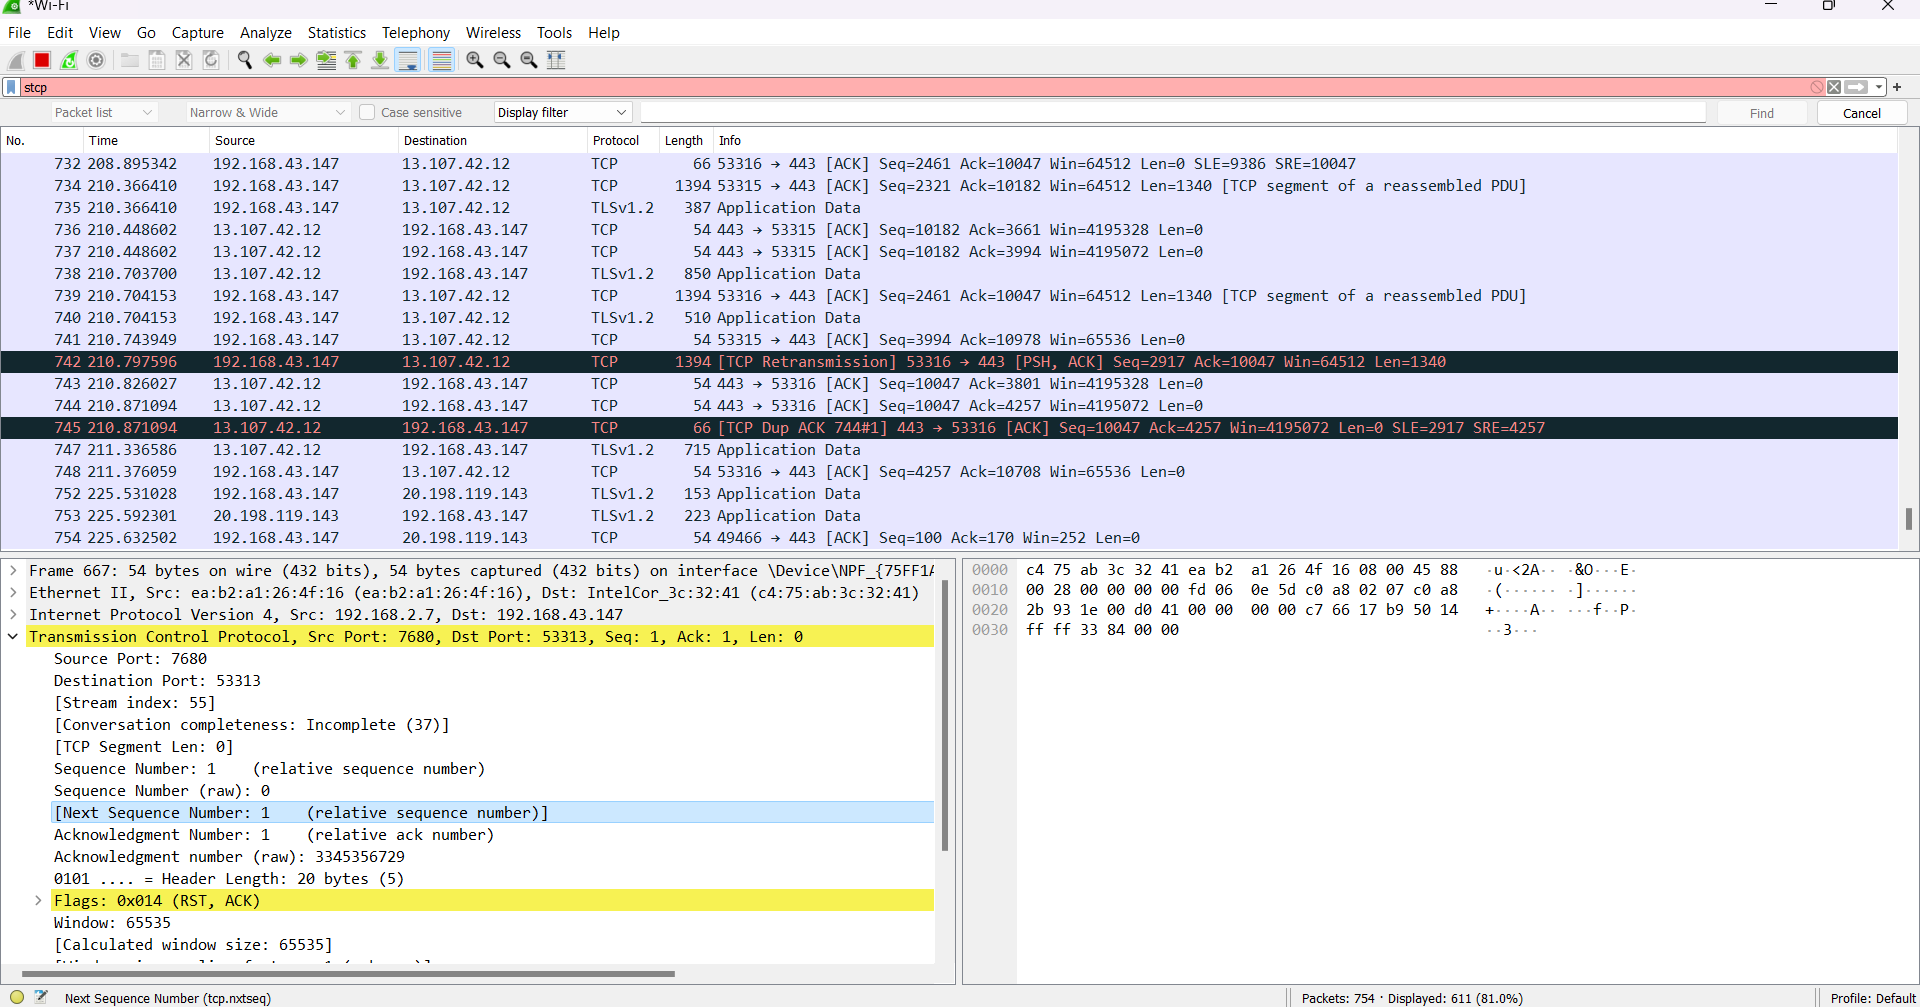 *Wi-Fi
File Edit View Go Capture Analyze Statistics Telephony Wireless Tools Help
stcp
Packet list Narrow & Wide Case sensitive Display filter Find Cancel
No. Time Source Destination Protocol Length Info
732 208.895342 192.168.43.147 13.107.42.12 TCP 66 53316 → 443 [ACK] Seq=2461 Ack=10047 Win=64512 Len=0 SLE=9386 SRE=10047
734 210.366410 192.168.43.147 13.107.42.12 TCP 1394 53315 → 443 [ACK] Seq=2321 Ack=10182 Win=64512 Len=1340 [TCP segment of a reassembled PDU]
735 210.366410 192.168.43.147 13.107.42.12 TLSv1.2 387 Application Data
736 210.448602 13.107.42.12 192.168.43.147 TCP 54 443 → 53315 [ACK] Seq=10182 Ack=3661 Win=4195328 Len=0
737 210.448602 13.107.42.12 192.168.43.147 TCP 54 443 → 53315 [ACK] Seq=10182 Ack=3994 Win=4195072 Len=0
738 210.703700 13.107.42.12 192.168.43.147 TLSv1.2 850 Application Data
739 210.704153 192.168.43.147 13.107.42.12 TCP 1394 53316 → 443 [ACK] Seq=2461 Ack=10047 Win=64512 Len=1340 [TCP segment of a reassembled PDU]
740 210.704153 192.168.43.147 13.107.42.12 TLSv1.2 510 Application Data
741 210.743949 192.168.43.147 13.107.42.12 TCP 54 53315 → 443 [ACK] Seq=3994 Ack=10978 Win=65536 Len=0
742 210.797596 192.168.43.147 13.107.42.12 TCP 1394 [TCP Retransmission] 53316 → 443 [PSH, ACK] Seq=2917 Ack=10047 Win=64512 Len=1340
743 210.826027 13.107.42.12 192.168.43.147 TCP 54 443 → 53316 [ACK] Seq=10047 Ack=3801 Win=4195328 Len=0
744 210.871094 13.107.42.12 192.168.43.147 TCP 54 443 → 53316 [ACK] Seq=10047 Ack=4257 Win=4195072 Len=0
745 210.871094 13.107.42.12 192.168.43.147 TCP 66 [TCP Dup ACK 744#1] 443 → 53316 [ACK] Seq=10047 Ack=4257 Win=4195072 Len=0 SLE=2917 SRE=4257
747 211.336586 13.107.42.12 192.168.43.147 TLSv1.2 715 Application Data
748 211.376059 192.168.43.147 13.107.42.12 TCP 54 53316 → 443 [ACK] Seq=4257 Ack=10708 Win=65536 Len=0
752 225.531028 192.168.43.147 20.198.119.143 TLSv1.2 153 Application Data
753 225.592301 20.198.119.143 192.168.43.147 TLSv1.2 223 Application Data
754 225.632502 192.168.43.147 20.198.119.143 TCP 54 49466 → 443 [ACK] Seq=100 Ack=170 Win=252 Len=0
Frame 667: 54 bytes on wire (432 bits), 54 bytes captured (432 bits) on interface \Device\NPF_{75FF1A
Ethernet II, Src: ea:b2:a1:26:4f:16 (ea:b2:a1:26:4f:16), Dst: IntelCor_3c:32:41 (c4:75:ab:3c:32:41)
Internet Protocol Version 4, Src: 192.168.2.7, Dst: 192.168.43.147
Transmission Control Protocol, Src Port: 7680, Dst Port: 53313, Seq: 1, Ack: 1, Len: 0
Source Port: 7680
Destination Port: 53313
[Stream index: 55]
[Conversation completeness: Incomplete (37)]
[TCP Segment Len: 0]
Sequence Number: 1 (relative sequence number)
Sequence Number (raw): 0
[Next Sequence Number: 1 (relative sequence number)]
Acknowledgment Number: 1 (relative ack number)
Acknowledgment number (raw): 3345356729
0101 .... = Header Length: 20 bytes (5)
Flags: 0x014 (RST, ACK)
Window: 65535
[Calculated window size: 65535]
0000 c4 75 ab 3c 32 41 ea b2 a1 26 4f 16 08 00 45 88 ·u·<2A·· ·&O···E·
0010 00 28 00 00 00 00 fd 06 0e 5d c0 a8 02 07 c0 a8 ·(······ ·]······
0020 2b 93 1e 00 d0 41 00 00 00 00 c7 66 17 b9 50 14 +····A·· ···f··P·
0030 ff ff 33 84 00 00 ··3···
Next Sequence Number (tcp.nxtseq)
Packets: 754 · Displayed: 611 (81.0%)
Profile: Default